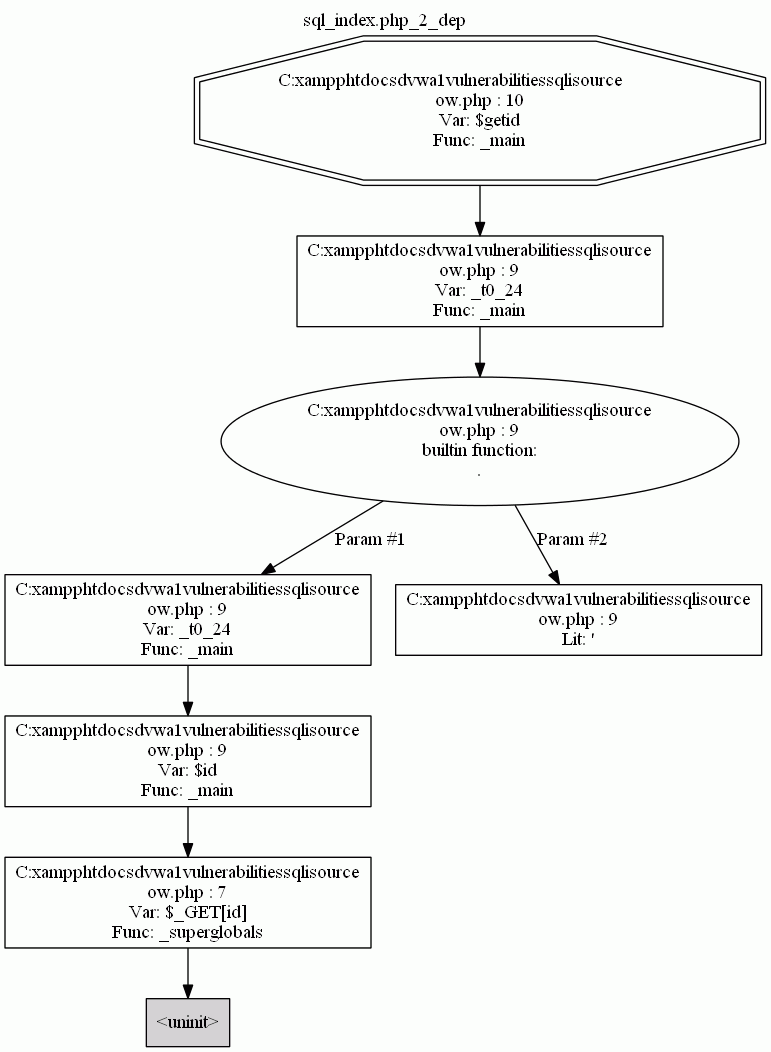 sql_index.php_2_dep
C:xampphtdocsdvwa1vulnerabilitiessqlisource
ow.php : 10
Var: $getid
Func: _main
C:xampphtdocsdvwa1vulnerabilitiessqlisource
ow.php : 9
Var: _t0_24
Func: _main
C:xampphtdocsdvwa1vulnerabilitiessqlisource
ow.php : 9
builtin function:
.
Param #1
Param #2
C:xampphtdocsdvwa1vulnerabilitiessqlisource
ow.php : 9
Var: _t0_24
Func: _main
C:xampphtdocsdvwa1vulnerabilitiessqlisource
ow.php : 9
Lit: '
C:xampphtdocsdvwa1vulnerabilitiessqlisource
ow.php : 9
Var: $id
Func: _main
C:xampphtdocsdvwa1vulnerabilitiessqlisource
ow.php : 7
Var: $_GET[id]
Func: _superglobals
<uninit>